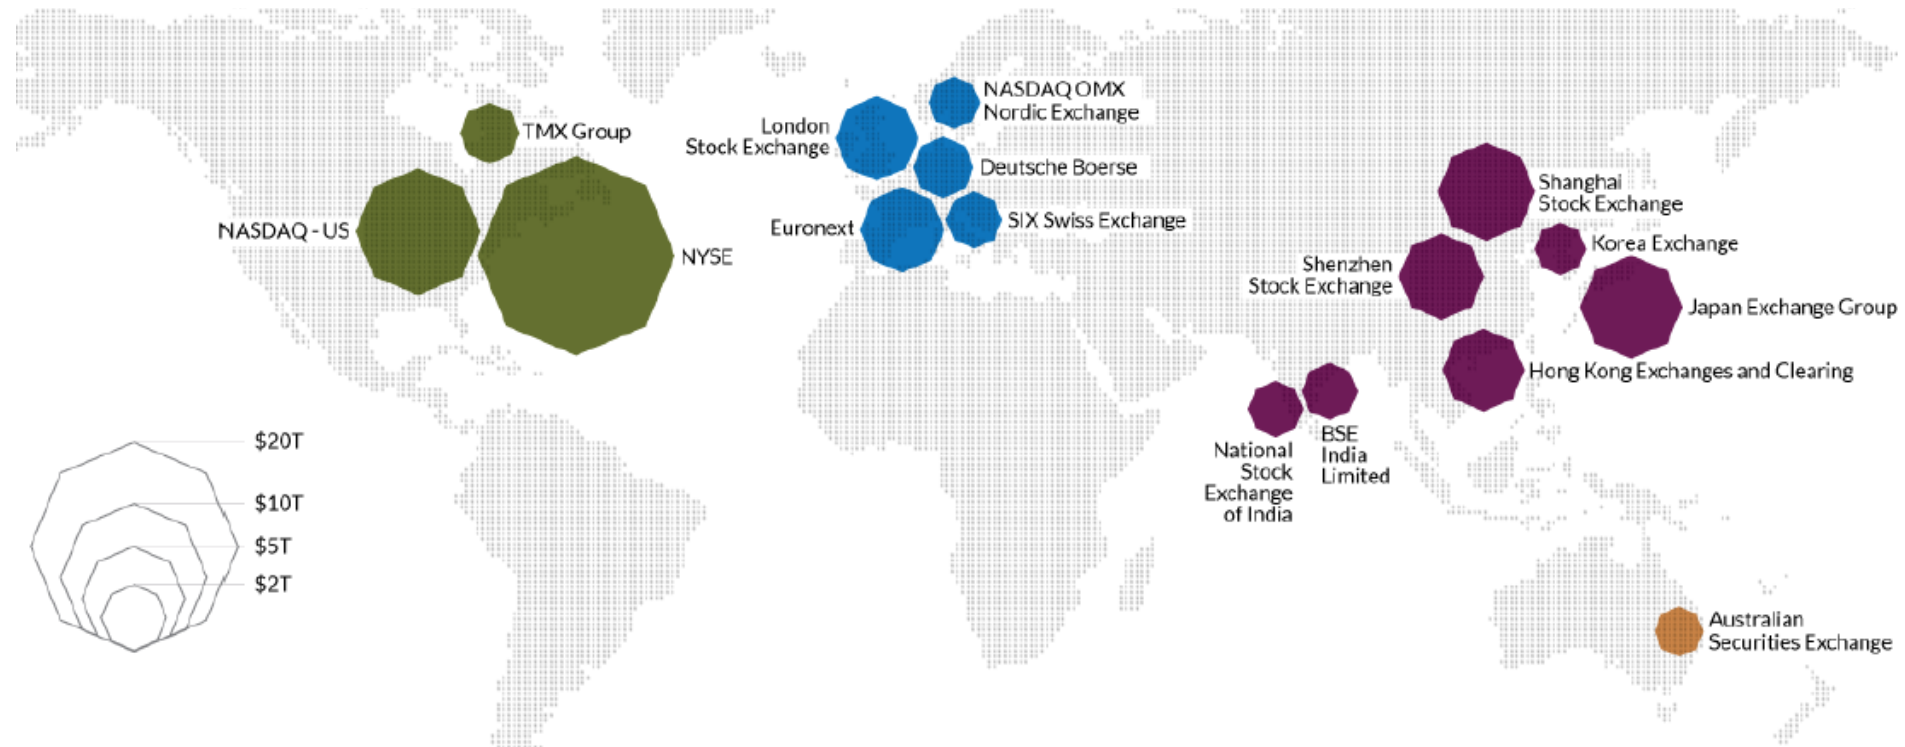 TMX Group
NASDAQ - US
NYSE
NASDAQ OMX
Nordic Exchange
London
Stock Exchange
Deutsche Boerse
Euronext
SIX Swiss Exchange
Shanghai
Stock Exchange
Korea Exchange
Shenzhen
Stock Exchange
Japan Exchange Group
Hong Kong Exchanges and Clearing
National
Stock
Exchange
of India
BSE
India
Limited
Australian
Securities Exchange
$20T
$10T
$5T
$2T